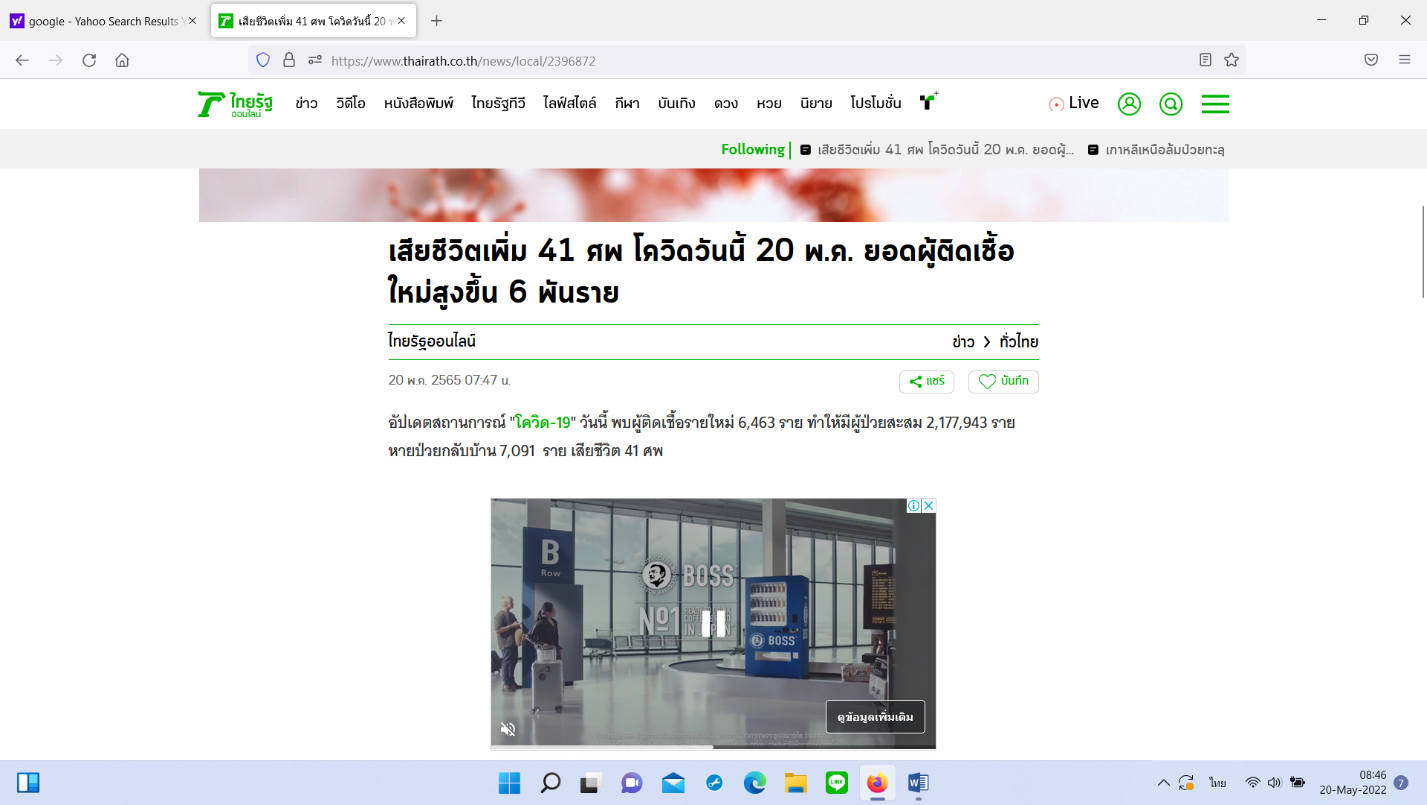 google - Yahoo Search Results
เสียชีวิตเพิ่ม 41 ศพ โควิดวันนี้ 20
https://www.thairath.co.th/news/local/2396872
ไทยรัฐ
ออนไลน์
ข่าว วิดีโอ หนังสือพิมพ์ ไทยรัฐทีวี ไลฟ์สไตล์ กีฬา บันเทิง ดวง หวย นิยาย โปรโมชั่น
Live
Following เสียชีวิตเพิ่ม 41 ศพ โควิดวันนี้ 20 พ.ค. ยอดผู้... เกาหลีเหนือล้มป่วยทะลุ
เสียชีวิตเพิ่ม 41 ศพ โควิดวันนี้ 20 พ.ค. ยอดผู้ติดเชื้อ
ใหม่สูงขึ้น 6 พันราย
ไทยรัฐออนไลน์
ข่าว > ทั่วไทย
20 พ.ค. 2565 07:47 น.
แชร์
บันทึก
อัปเดตสถานการณ์ "โควิด-19" วันนี้ พบผู้ติดเชื้อรายใหม่ 6,463 ราย ทำให้มีผู้ป่วยสะสม 2,177,943 ราย
หายป่วยกลับบ้าน 7,091 ราย เสียชีวิต 41 ศพ
B
Row
BOSS
No1
IN JAPAN
BOSS
ดูข้อมูลเพิ่มเติม
ไทย
08:46
20-May-2022
7